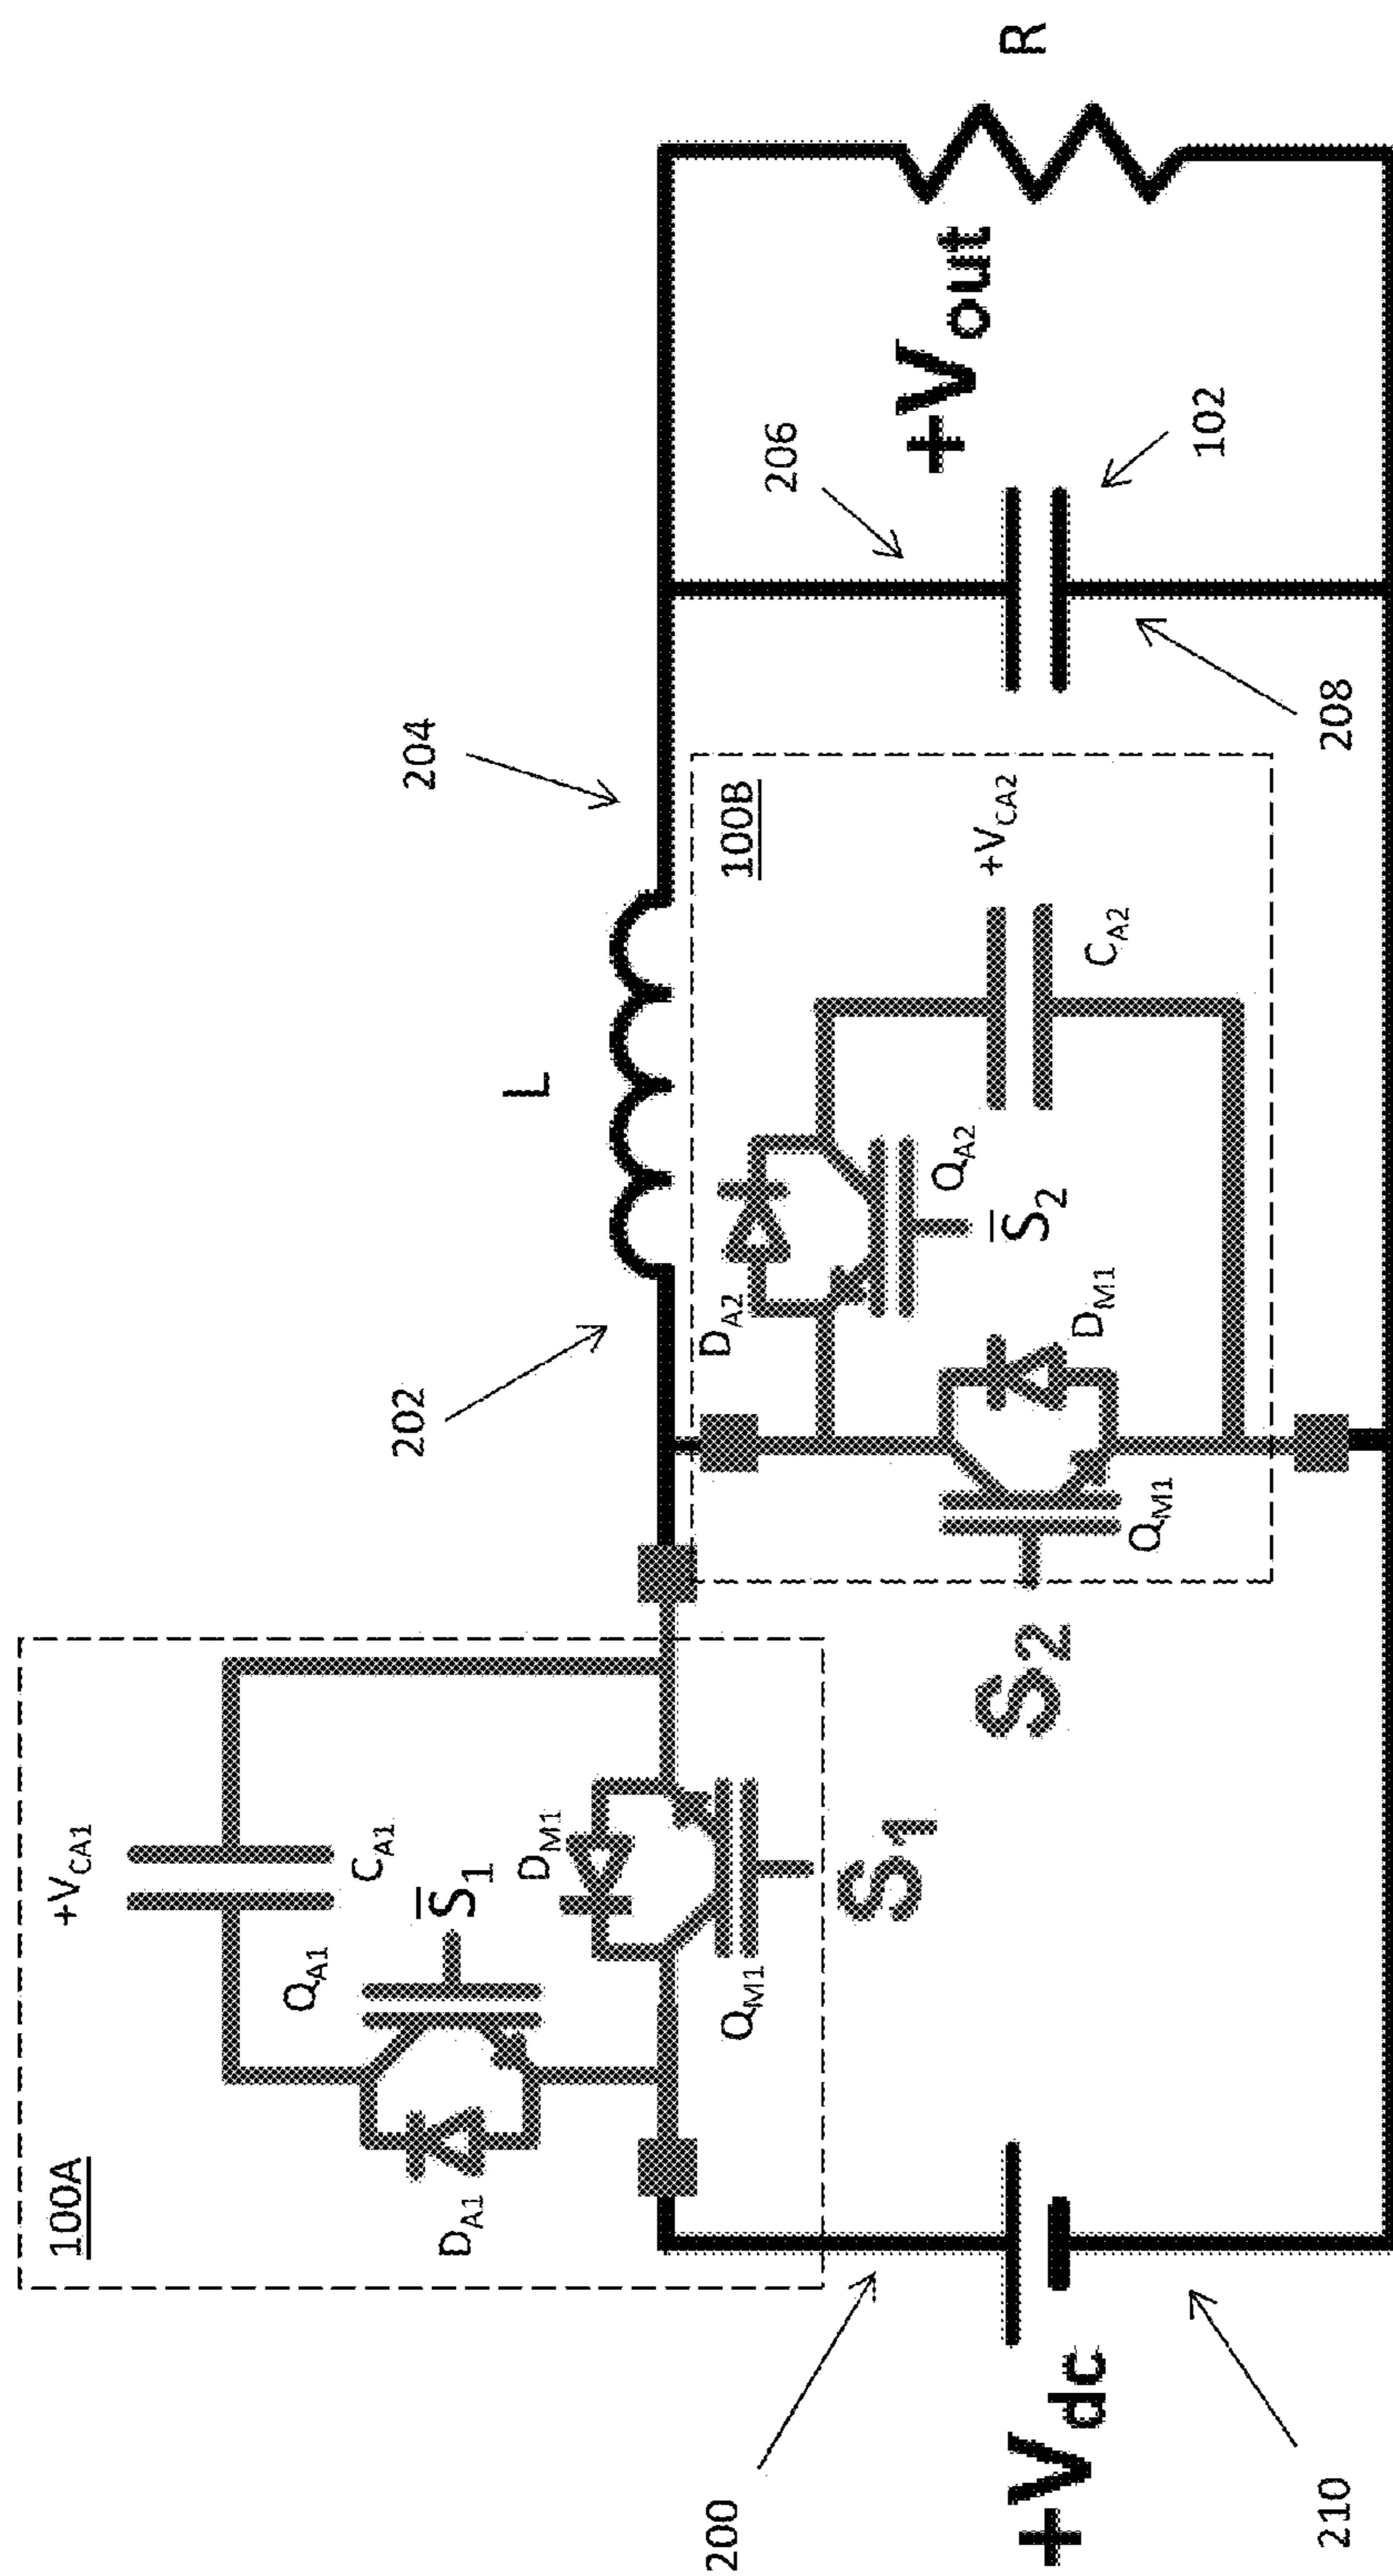 100A
+V_CA1
C_A1
Q_A1
D_A1
S̅_1
D_M1
Q_M1
S_1
L
202
204
100B
D_A2
Q_A2
S̅_2
+V_CA2
C_A2
D_M1
Q_M1
S_2
200
+V_dc
210
206
208
102
+V_out
R